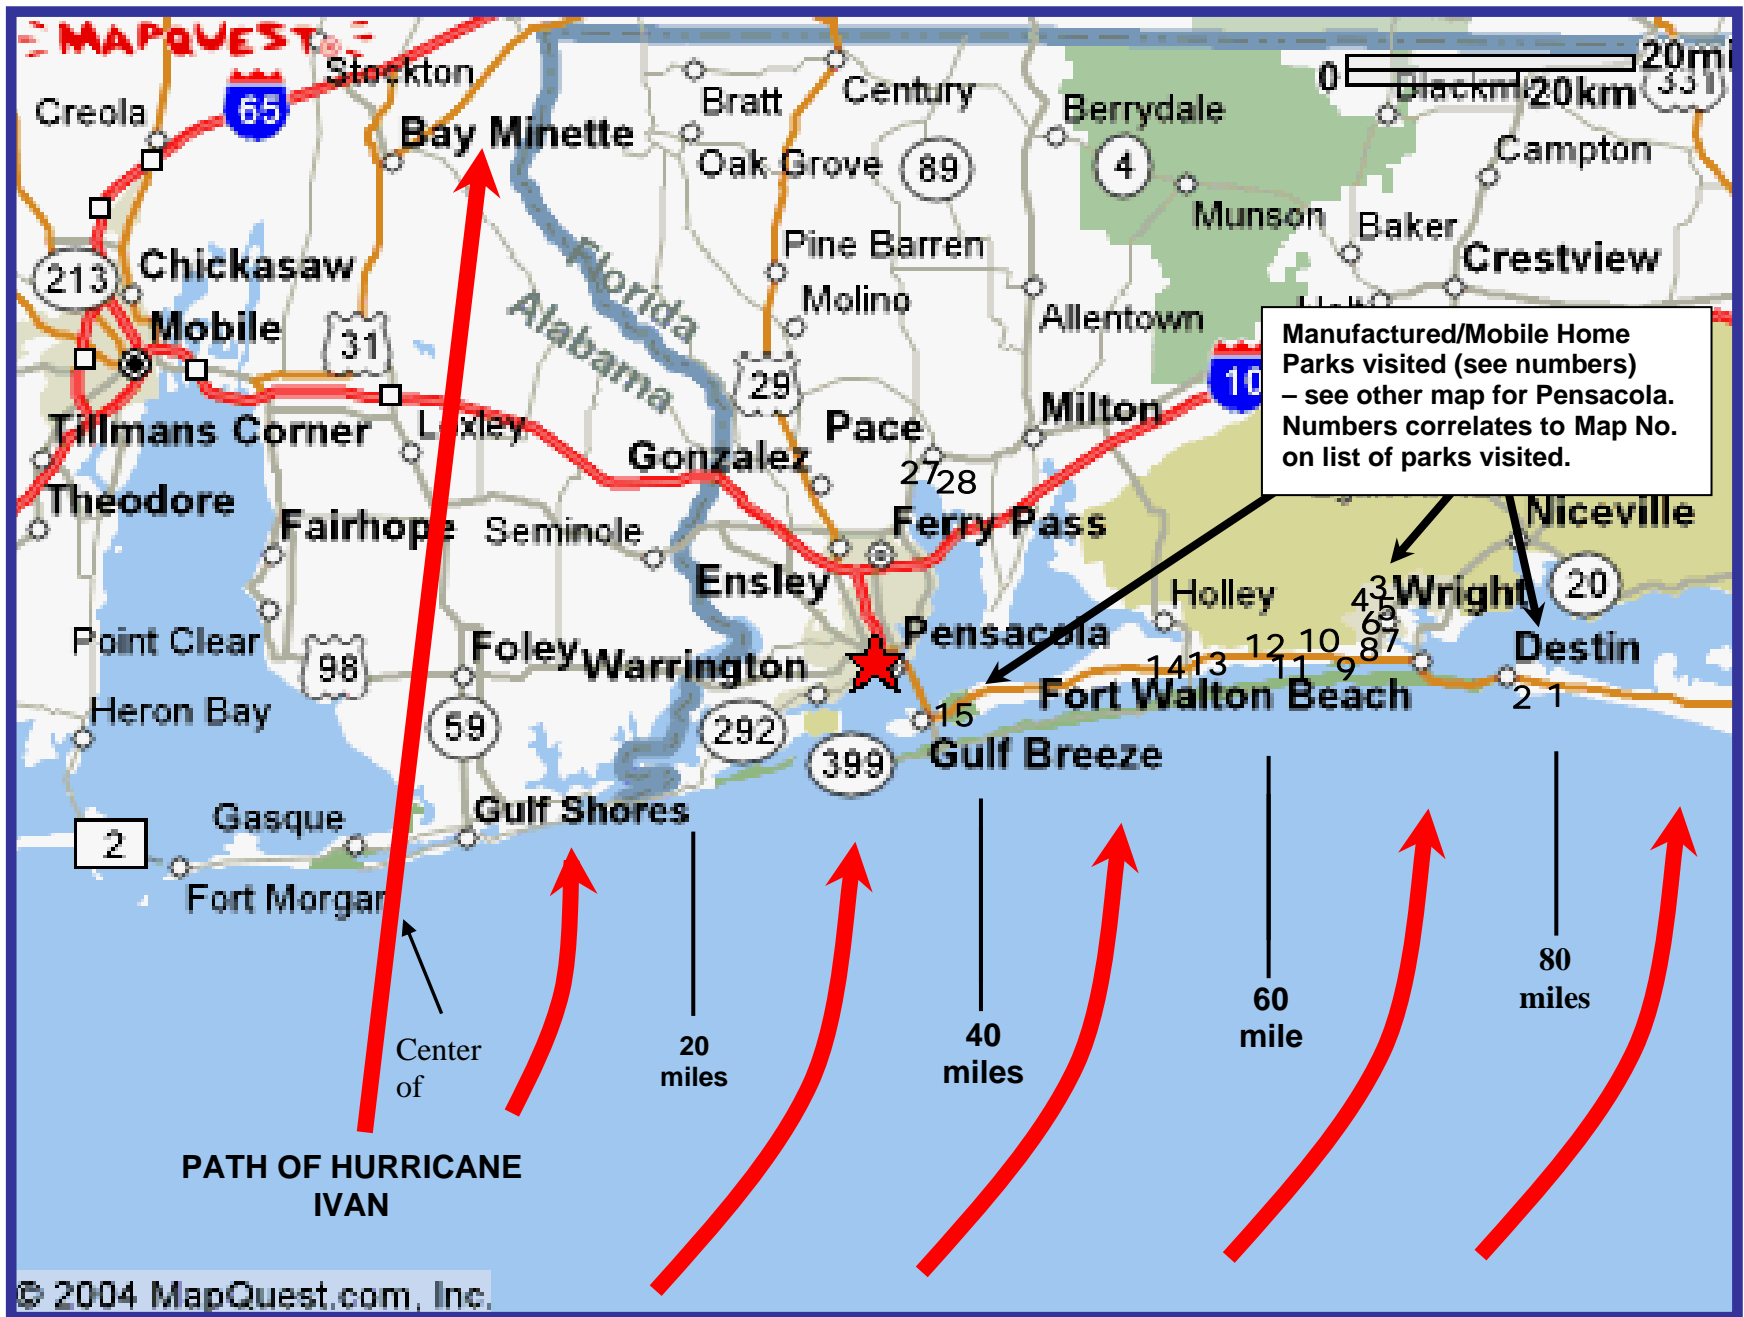 MAPQUEST
20mi
0
20km
331
Stockton
65
Creola
Bratt
Century
Berrydale
Bay Minette
Oak Grove
89
4
Campton
Munson
Baker
Pine Barren
Crestview
213
Chickasaw
Florida
Alabama
Molino
Allentown
Mobile
31
29
10
Manufactured/Mobile Home
Parks visited (see numbers)
– see other map for Pensacola.
Numbers correlates to Map No.
on list of parks visited.
Milton
Pace
Tillmans Corner
Loxley
Gonzalez
27
28
Theodore
Fairhope
Seminole
Ferry Pass
Niceville
Ensley
Holley
3
4
5
Wright
20
Point Clear
98
Foley
Warrington
Pensacola
6
7
8
12
10
14
13
11
9
Destin
2
1
Fort Walton Beach
Heron Bay
59
292
15
399
Gulf Breeze
Gasque
Gulf Shores
2
Fort Morgan
80
miles
60
mile
40
miles
20
miles
Center
of
PATH OF HURRICANE
IVAN
© 2004 MapQuest.com, Inc.